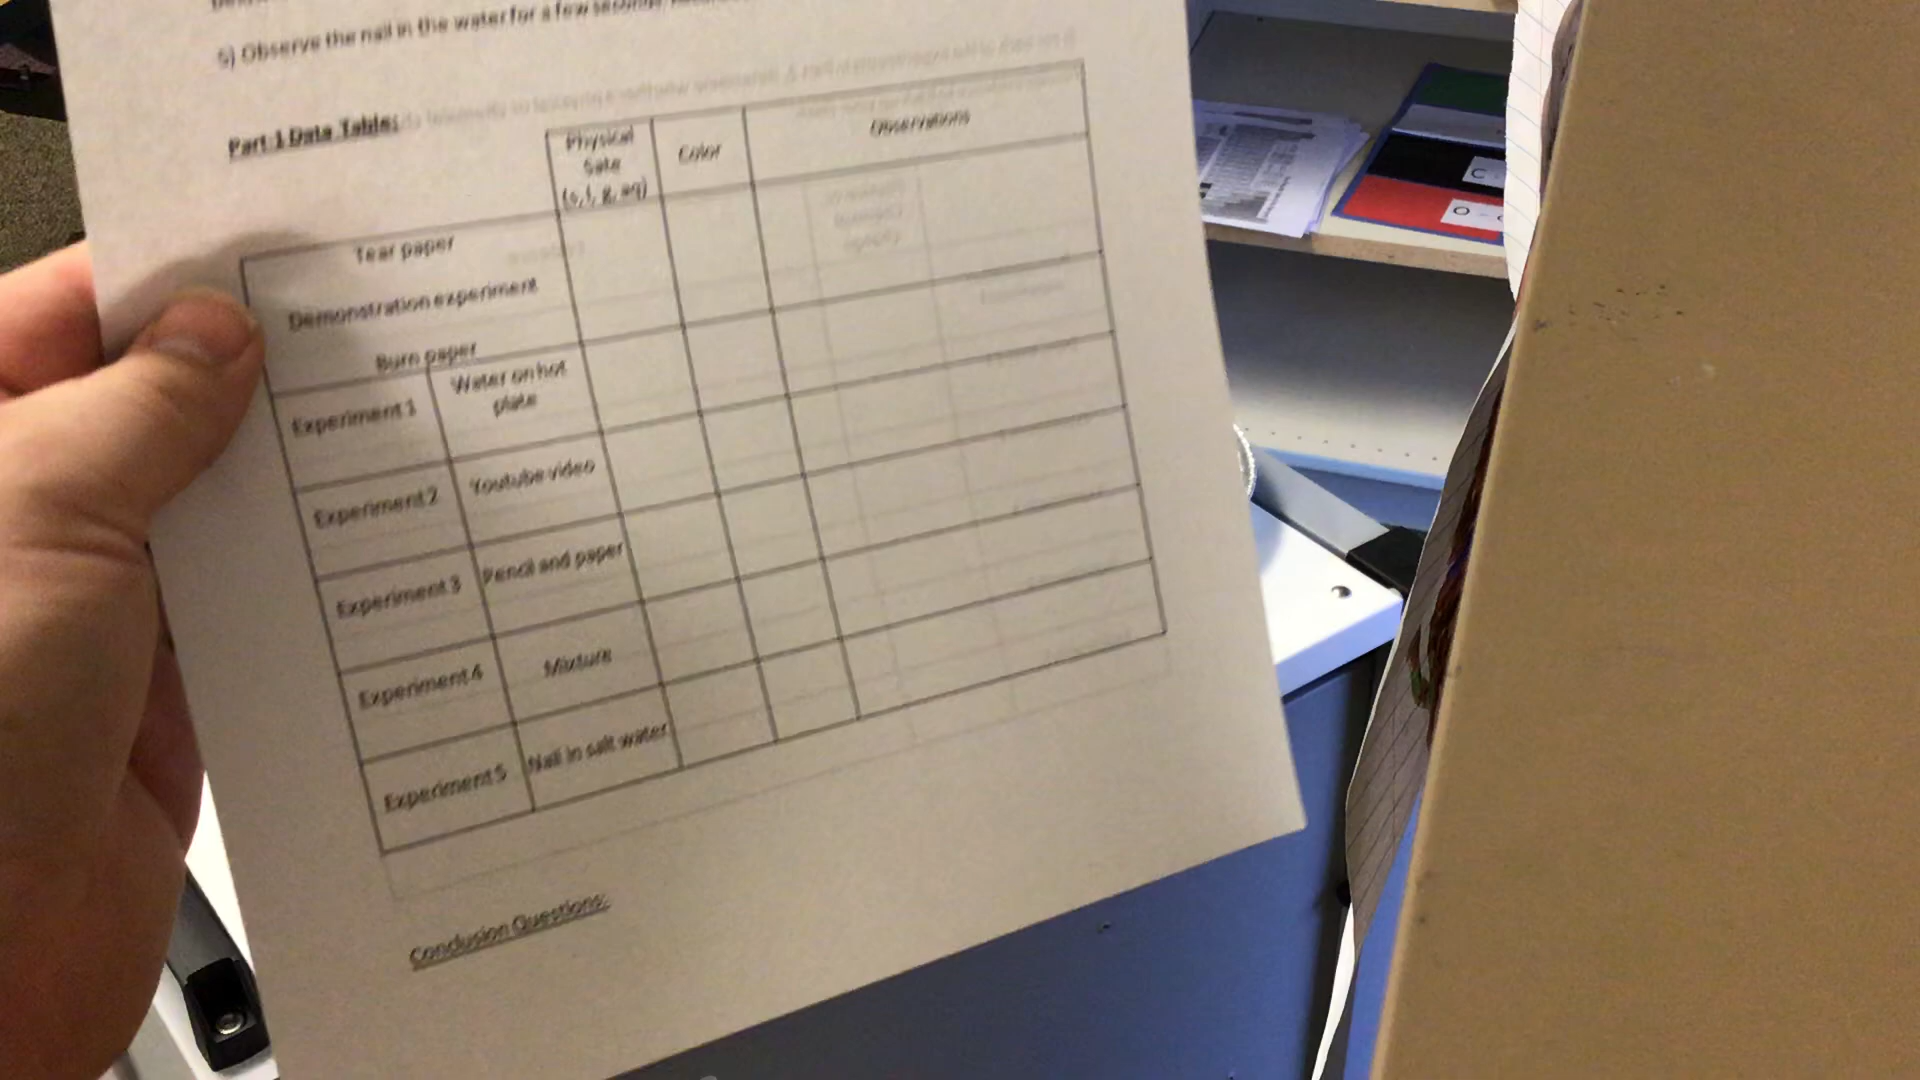 5) Observe the nail in the water for a few seconds.
Part 1 Data Table:
Physical
Sate
(s, l, g, aq)
Color
Observations
Tear paper
Demonstration experiment
Burn paper
Experiment 1
Water on hot
plate
Experiment 2
Youtube video
Experiment 3
Pencil and paper
Experiment 4
Mixture
Experiment 5
Nail in salt water
Conclusion Questions:
C -
O -